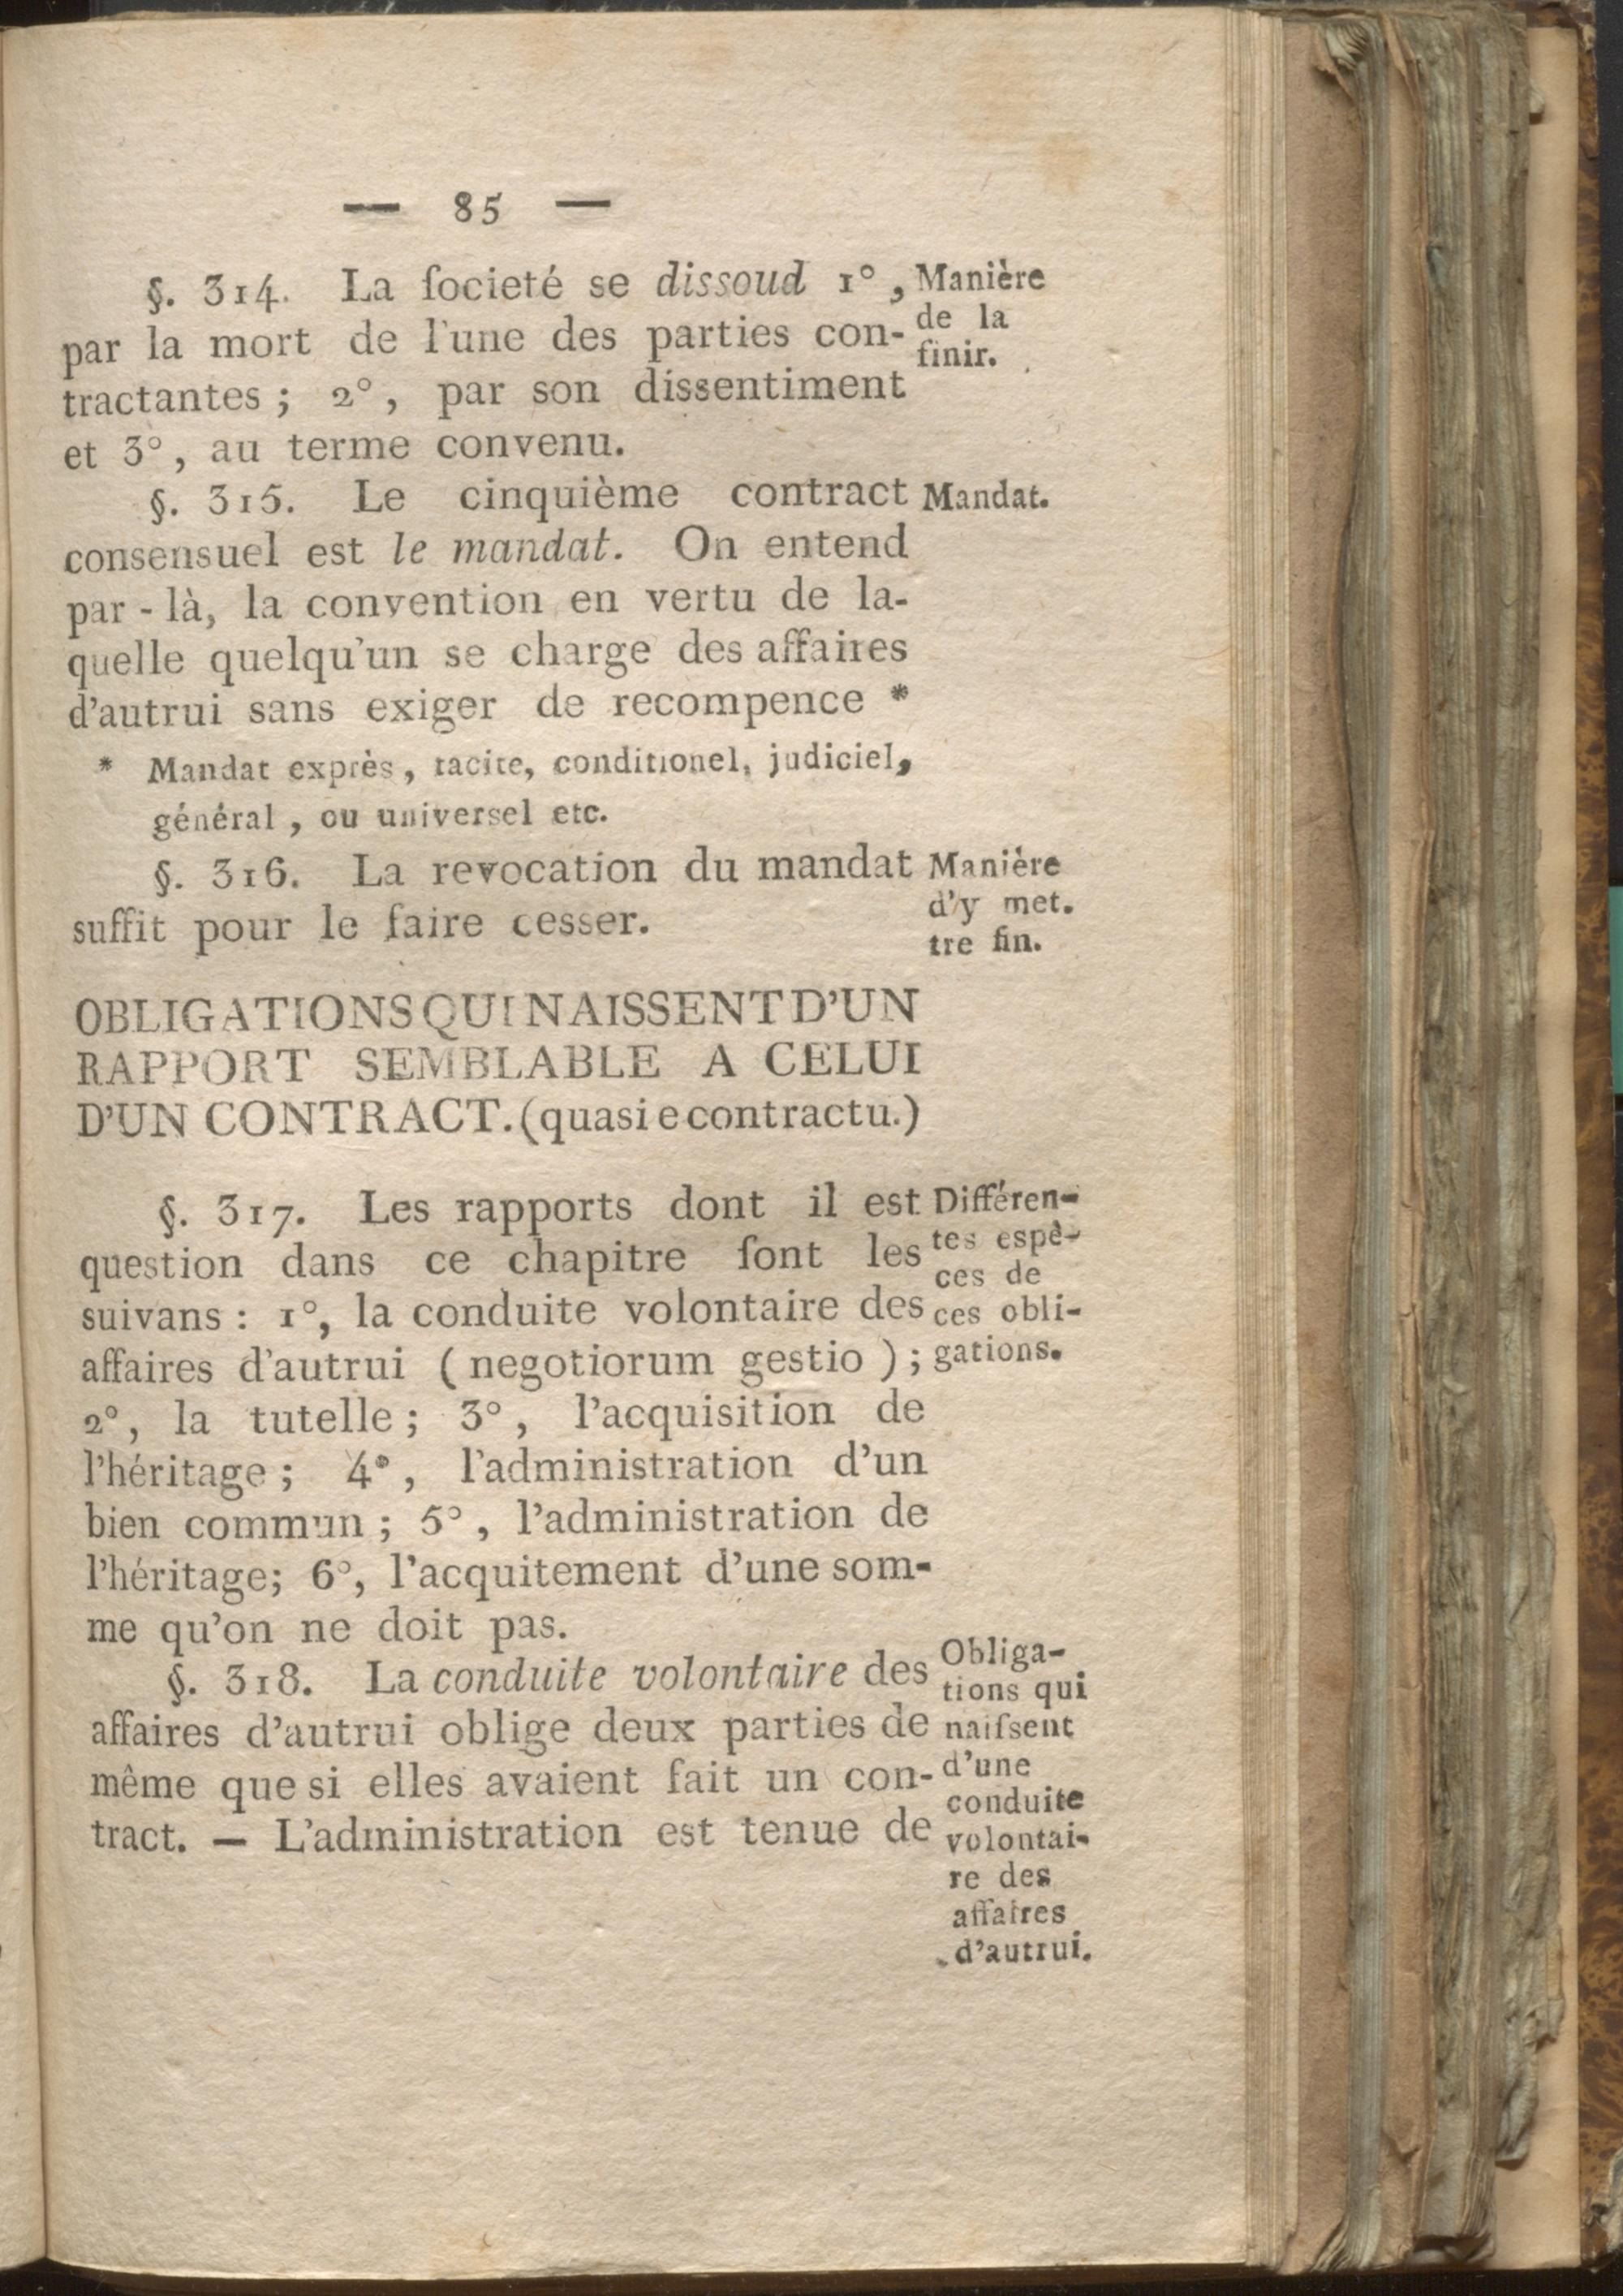 — 85 —
§. 314. La ſocieté se dissoud 1°,
par la mort de l'une des parties con-
tractantes ; 2°, par son dissentiment
et 3°, au terme convenu.
Manière
de la
finir.
§. 315. Le cinquième contract
consensuel est le mandat. On entend
par - là, la convention en vertu de la-
quelle quelqu'un se charge des affaires
d'autrui sans exiger de recompence *
Mandat.
* Mandat exprès, tacite, conditionel, judiciel,
général, ou universel etc.
§. 316. La revocation du mandat
suffit pour le faire cesser.
Manière
d'y met.
tre fin.
OBLIGATIONS QUI NAISSENT D'UN
RAPPORT SEMBLABLE A CELUI
D'UN CONTRACT. (quasi e contractu.)
§. 317. Les rapports dont il est
question dans ce chapitre ſont les
suivans : 1°, la conduite volontaire des
affaires d'autrui ( negotiorum gestio ) ;
2°, la tutelle ; 3°, l'acquisition de
l'héritage ; 4°, l'administration d'un
bien commun ; 5°, l'administration de
l'héritage; 6°, l'acquitement d'une som-
me qu'on ne doit pas.
Différen-
tes espè-
ces de
ces obli-
gations.
§. 318. La conduite volontaire des
affaires d'autrui oblige deux parties de
même que si elles avaient fait un con-
tract. — L'administration est tenue de
Obliga-
tions qui
naiſsent
d'une
conduite
volontai-
re des
affaires
d'autrui.